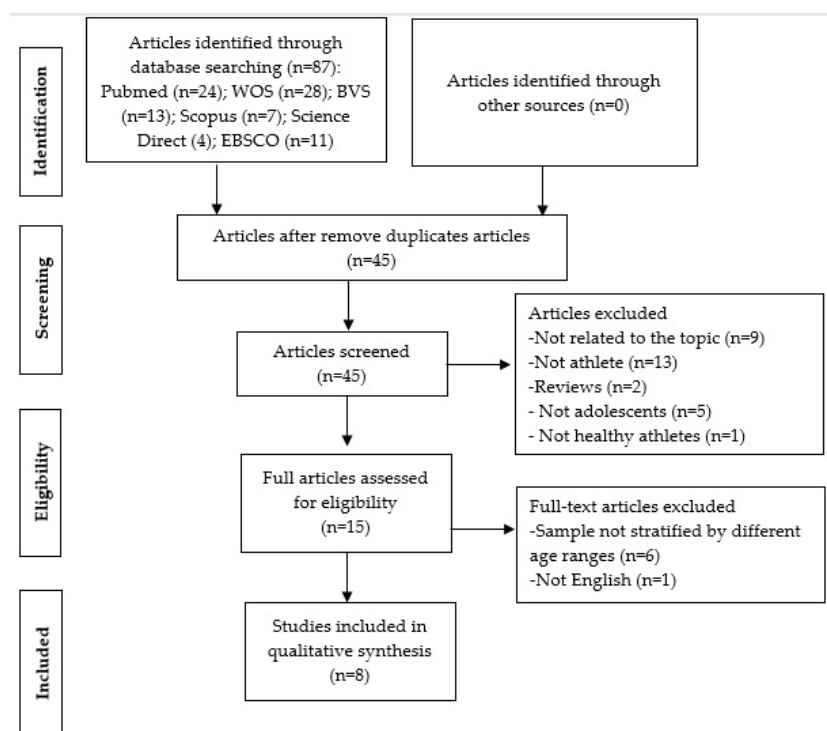 Identification
Articles identified through
database searching (n=87):
Pubmed (n=24); WOS (n=28); BVS
(n=13); Scopus (n=7); Science
Direct (4); EBSCO (n=11)
Articles identified through
other sources (n=0)
Screening
Articles after remove duplicates articles
(n=45)
Articles screened
(n=45)
Articles excluded
-Not related to the topic (n=9)
-Not athlete (n=13)
-Reviews (n=2)
- Not adolescents (n=5)
- Not healthy athletes (n=1)
Eligibility
Full articles assessed
for eligibility
(n=15)
Full-text articles excluded
-Sample not stratified by different
age ranges (n=6)
-Not English (n=1)
Included
Studies included in
qualitative synthesis
(n=8)